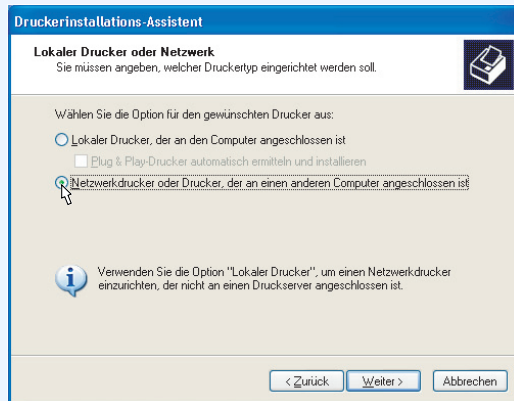 Druckerinstallations-Assistent
Lokaler Drucker oder Netzwerk
Sie müssen angeben, welcher Druckertyp eingerichtet werden soll.
Wählen Sie die Option für den gewünschten Drucker aus:
Lokaler Drucker, der an den Computer angeschlossen ist
Plug & Play-Drucker automatisch ermitteln und installieren
Netzwerkdrucker oder Drucker, der an einen anderen Computer angeschlossen ist
Verwenden Sie die Option "Lokaler Drucker", um einen Netzwerkdrucker
einzurichten, der nicht an einen Druckserver angeschlossen ist.
< Zurück Weiter > Abbrechen